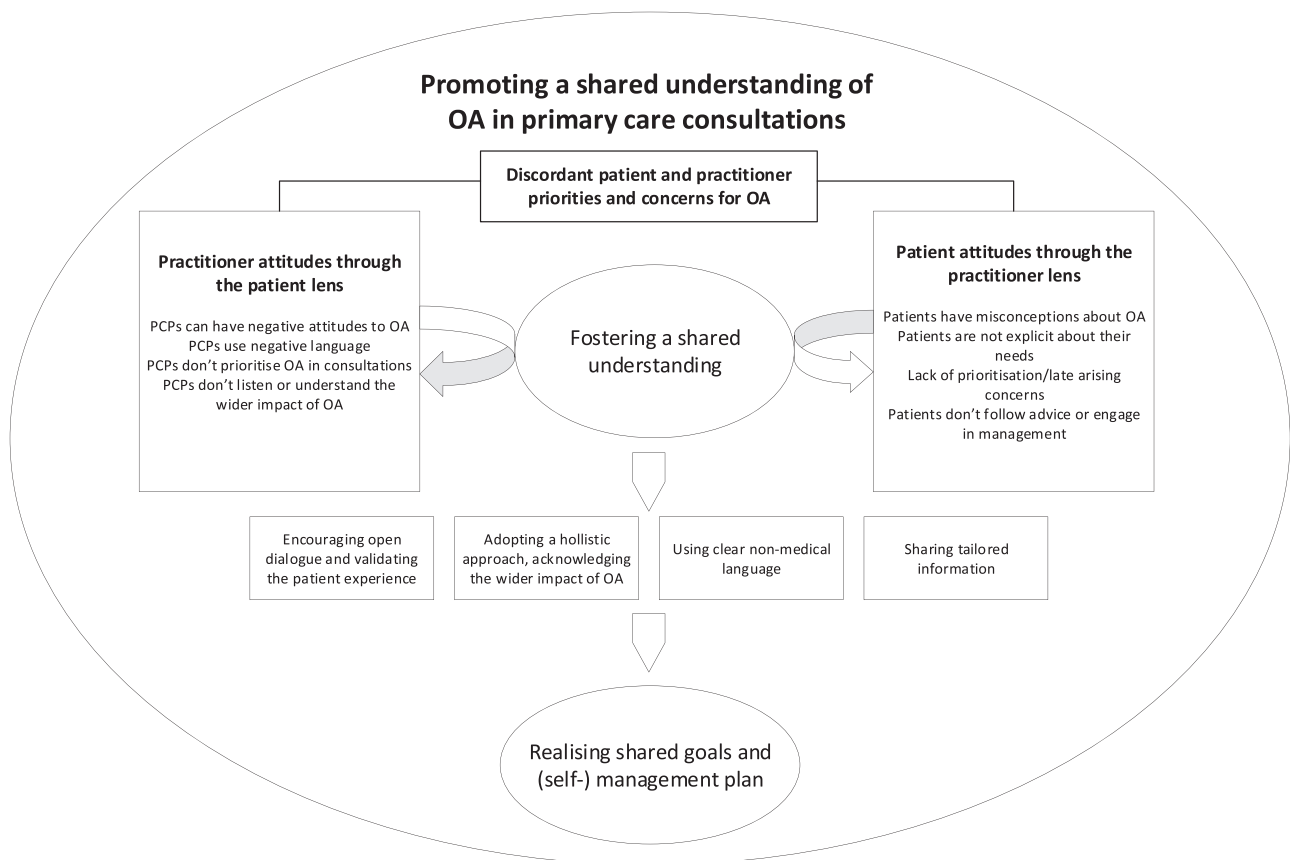 Promoting a shared understanding of
OA in primary care consultations
Discordant patient and practitioner
priorities and concerns for OA
Practitioner attitudes through
the patient lens
PCPs can have negative attitudes to OA
PCPs use negative language
PCPs don't prioritise OA in consultations
PCPs don't listen or understand the
wider impact of OA
Fostering a shared
understanding
Patient attitudes through the
practitioner lens
Patients have misconceptions about OA
Patients are not explicit about their
needs
Lack of prioritisation/late arising
concerns
Patients don't follow advice or engage
in management
Encouraging open
dialogue and validating
the patient experience
Adopting a hollistic
approach, acknowledging
the wider impact of OA
Using clear non-medical
language
Sharing tailored
information
Realising shared goals and
(self-) management plan